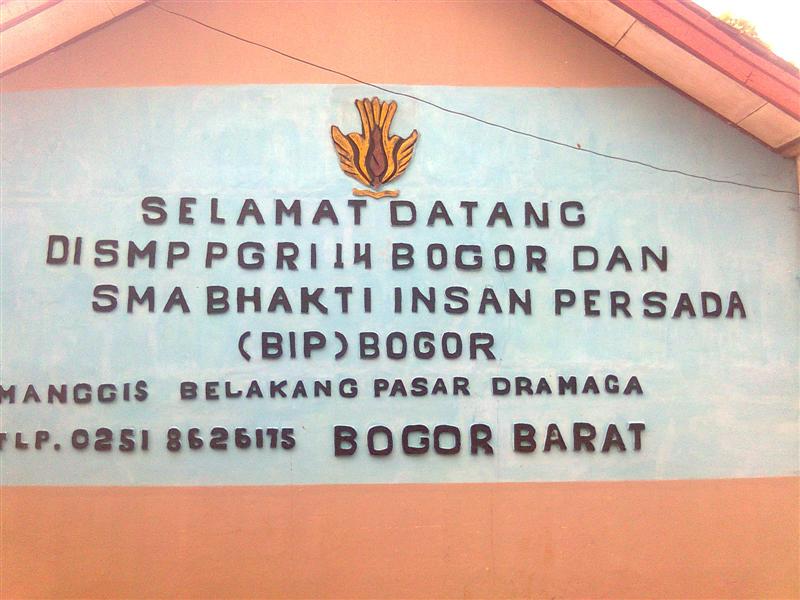 SELAMAT DATANG
DI SMP PGRI 14 BOGOR DAN
SMA BHAKTI INSAN PERSADA
(BIP) BOGOR
MANGGIS BELAKANG PASAR DRAMAGA
TLP. 0251 8626175 BOGOR BARAT